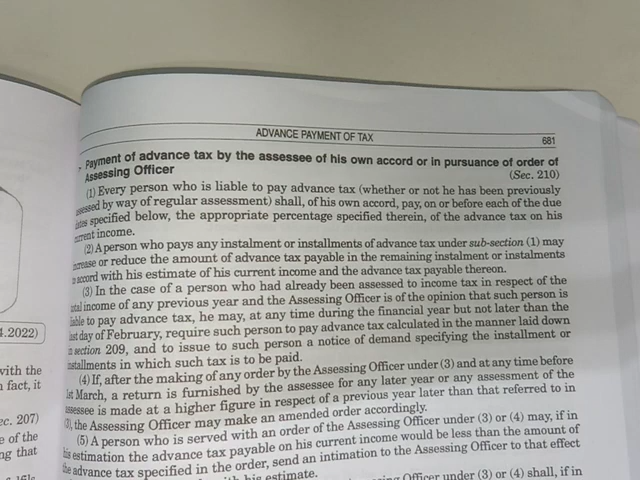 ADVANCE PAYMENT OF TAX
681
Payment of advance tax by the assessee of his own accord or in pursuance of order of
Assessing Officer (Sec. 210)
(1) Every person who is liable to pay advance tax (whether or not he has been previously
by way of regular assessment) shall, of his own accord, pay, on or before each of the due
specified below, the appropriate percentage specified therein, of the advance tax on his
income.
(2) A person who pays any instalment or installments of advance tax under sub-section (1) may
or reduce the amount of advance tax payable in the remaining instalment or instalments
accord with his estimate of his current income and the advance tax payable thereon.
(3) In the case of a person who had already been assessed to income tax in respect of the
income of any previous year and the Assessing Officer is of the opinion that such person is
to pay advance tax, he may, at any time during the financial year but not later than the
day of February, require such person to pay advance tax calculated in the manner laid down
section 209, and to issue to such person a notice of demand specifying the installment or
installments in which such tax is to be paid.
(4) If, after the making of any order by the Assessing Officer under (3) and at any time before
1st March, a return is furnished by the assessee for any later year or any assessment of the
assessee is made at a higher figure in respect of a previous year later than that referred to in
(3), the Assessing Officer may make an amended order accordingly.
(5) A person who is served with an order of the Assessing Officer under (3) or (4) may, if in
his estimation the advance tax payable on his current income would be less than the amount of
the advance tax specified in the order, send an intimation to the Assessing Officer to that effect
his estimate.
Officer under (3) or (4) shall, if in
4.2022)
with the
fact, it
ec. 207)
of the
that